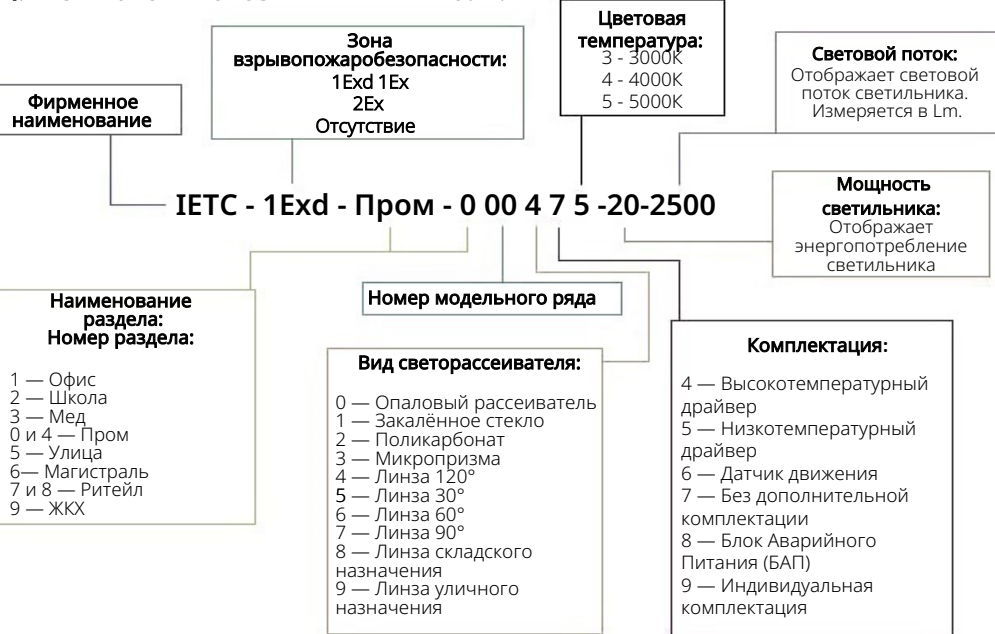 Цветовая
температура:
3 - 3000К
4 - 4000К
5 - 5000К
Зона
взрывопожаробезопасности:
1Exd 1Ex
2Ex
Отсутствие
Световой поток:
Отображает световой
поток светильника.
Измеряется в Lm.
Фирменное
наименование
IETC - 1Exd - Пром - 0 00 4 7 5 -20-2500
Мощность
светильника:
Отображает
энергопотребление
светильника
Наименование
раздела:
Номер раздела:
1 — Офис
2 — Школа
3 — Мед
0 и 4 — Пром
5 — Улица
6— Магистраль
7 и 8 — Ритейл
9 — ЖКХ
Номер модельного ряда
Вид светорассеивателя:
0 — Опаловый рассеиватель
1 — Закалённое стекло
2 — Поликарбонат
3 — Микропризма
4 — Линза 120°
5 — Линза 30°
6 — Линза 60°
7 — Линза 90°
8 — Линза складского
назначения
9 — Линза уличного
назначения
Комплектация:
4 — Высокотемпературный
драйвер
5 — Низкотемпературный
драйвер
6 — Датчик движения
7 — Без дополнительной
комплектации
8 — Блок Аварийного
Питания (БАП)
9 — Индивидуальная
комплектация